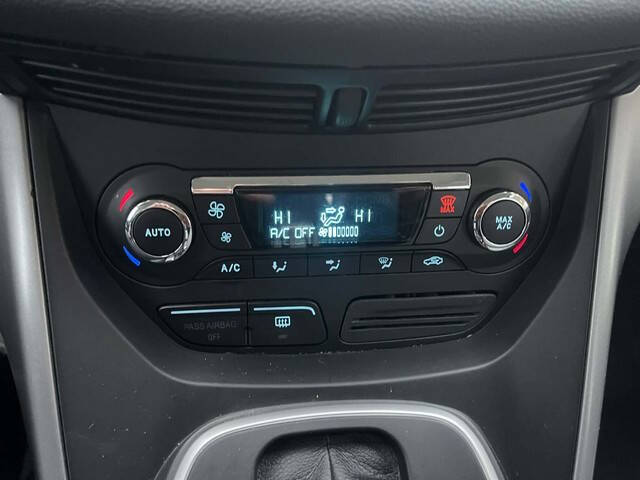 HI HI
A/C OFF
AUTO
MAX
MAX
A/C
A/C
PASS AIRBAG
OFF